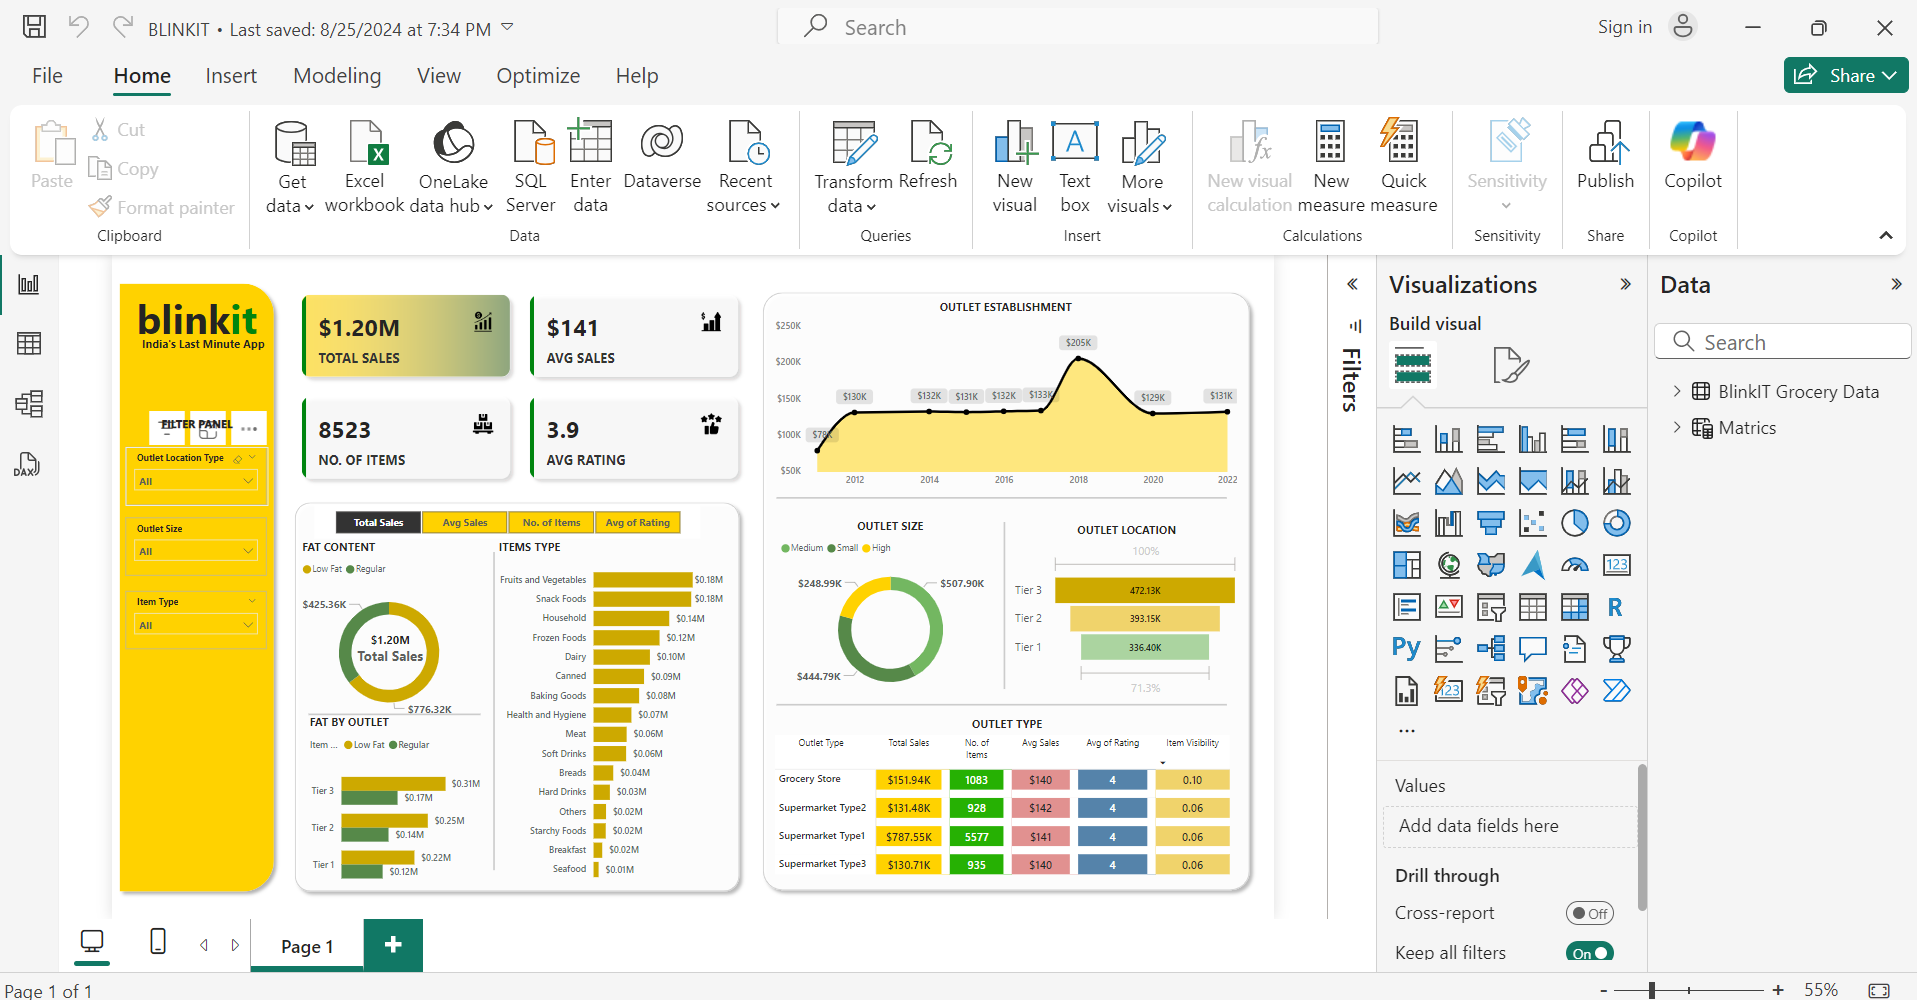 BLINKIT • Last saved: 8/25/2024 at 7:34 PM
Search
Sign in
File
Home
Insert
Modeling
View
Optimize
Help
Share
Paste
Cut
Copy
Format painter
Clipboard
Get data
Excel workbook
OneLake data hub
SQL Server
Enter data
Dataverse
Recent sources
Data
Transform data
Refresh
Queries
New visual
Text box
More visuals
Insert
New visual calculation
New measure
Quick measure
Calculations
Sensitivity
Sensitivity
Publish
Share
Copilot
Copilot
DAX
blinkit
India's Last Minute App
FILTER PANEL
Outlet Location Type
All
Outlet Size
All
Item Type
All
$1.20M
TOTAL SALES
$141
AVG SALES
8523
NO. OF ITEMS
3.9
AVG RATING
Total Sales
Avg Sales
No. of Items
Avg of Rating
FAT CONTENT
Low Fat Regular
$425.36K
$1.20M
Total Sales
$776.32K
FAT BY OUTLET
Item ... Low Fat Regular
Tier 3 $0.31M
$0.17M
Tier 2 $0.25M
$0.14M
Tier 1 $0.22M
$0.12M
ITEMS TYPE
Fruits and Vegetables $0.18M
Snack Foods $0.18M
Household $0.14M
Frozen Foods $0.12M
Dairy $0.10M
Canned $0.09M
Baking Goods $0.08M
Health and Hygiene $0.07M
Meat $0.06M
Soft Drinks $0.06M
Breads $0.04M
Hard Drinks $0.03M
Others $0.02M
Starchy Foods $0.02M
Breakfast $0.02M
Seafood $0.01M
OUTLET ESTABLISHMENT
$250K
$200K
$150K
$100K
$50K
$78K
$130K
$132K
$131K
$132K
$133K
$205K
$129K
$131K
2012 2014 2016 2018 2020 2022
OUTLET SIZE
Medium Small High
$248.99K
$507.90K
$444.79K
OUTLET LOCATION
100%
Tier 3 472.13K
Tier 2 393.15K
Tier 1 336.40K
71.3%
OUTLET TYPE
Outlet Type Total Sales No. of Items Avg Sales Avg of Rating Item Visibility
Grocery Store $151.94K 1083 $140 4 0.10
Supermarket Type2 $131.48K 928 $142 4 0.06
Supermarket Type1 $787.55K 5577 $141 4 0.06
Supermarket Type3 $130.71K 935 $140 4 0.06
Filters
Visualizations
Build visual
123
R
Py
123
...
Values
Add data fields here
Drill through
Cross-report
Off
Keep all filters
On
Data
Search
BlinkIT Grocery Data
Matrics
Page 1
Page 1 of 1
- + 55%